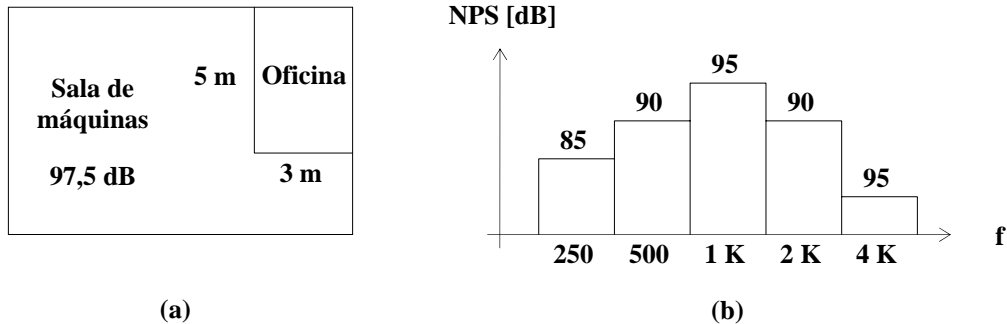 NPS [dB]
Sala de
máquinas
97,5 dB
5 m
Oficina
3 m
85
90
95
90
95
250 500 1 K 2 K 4 K
f
(a)
(b)